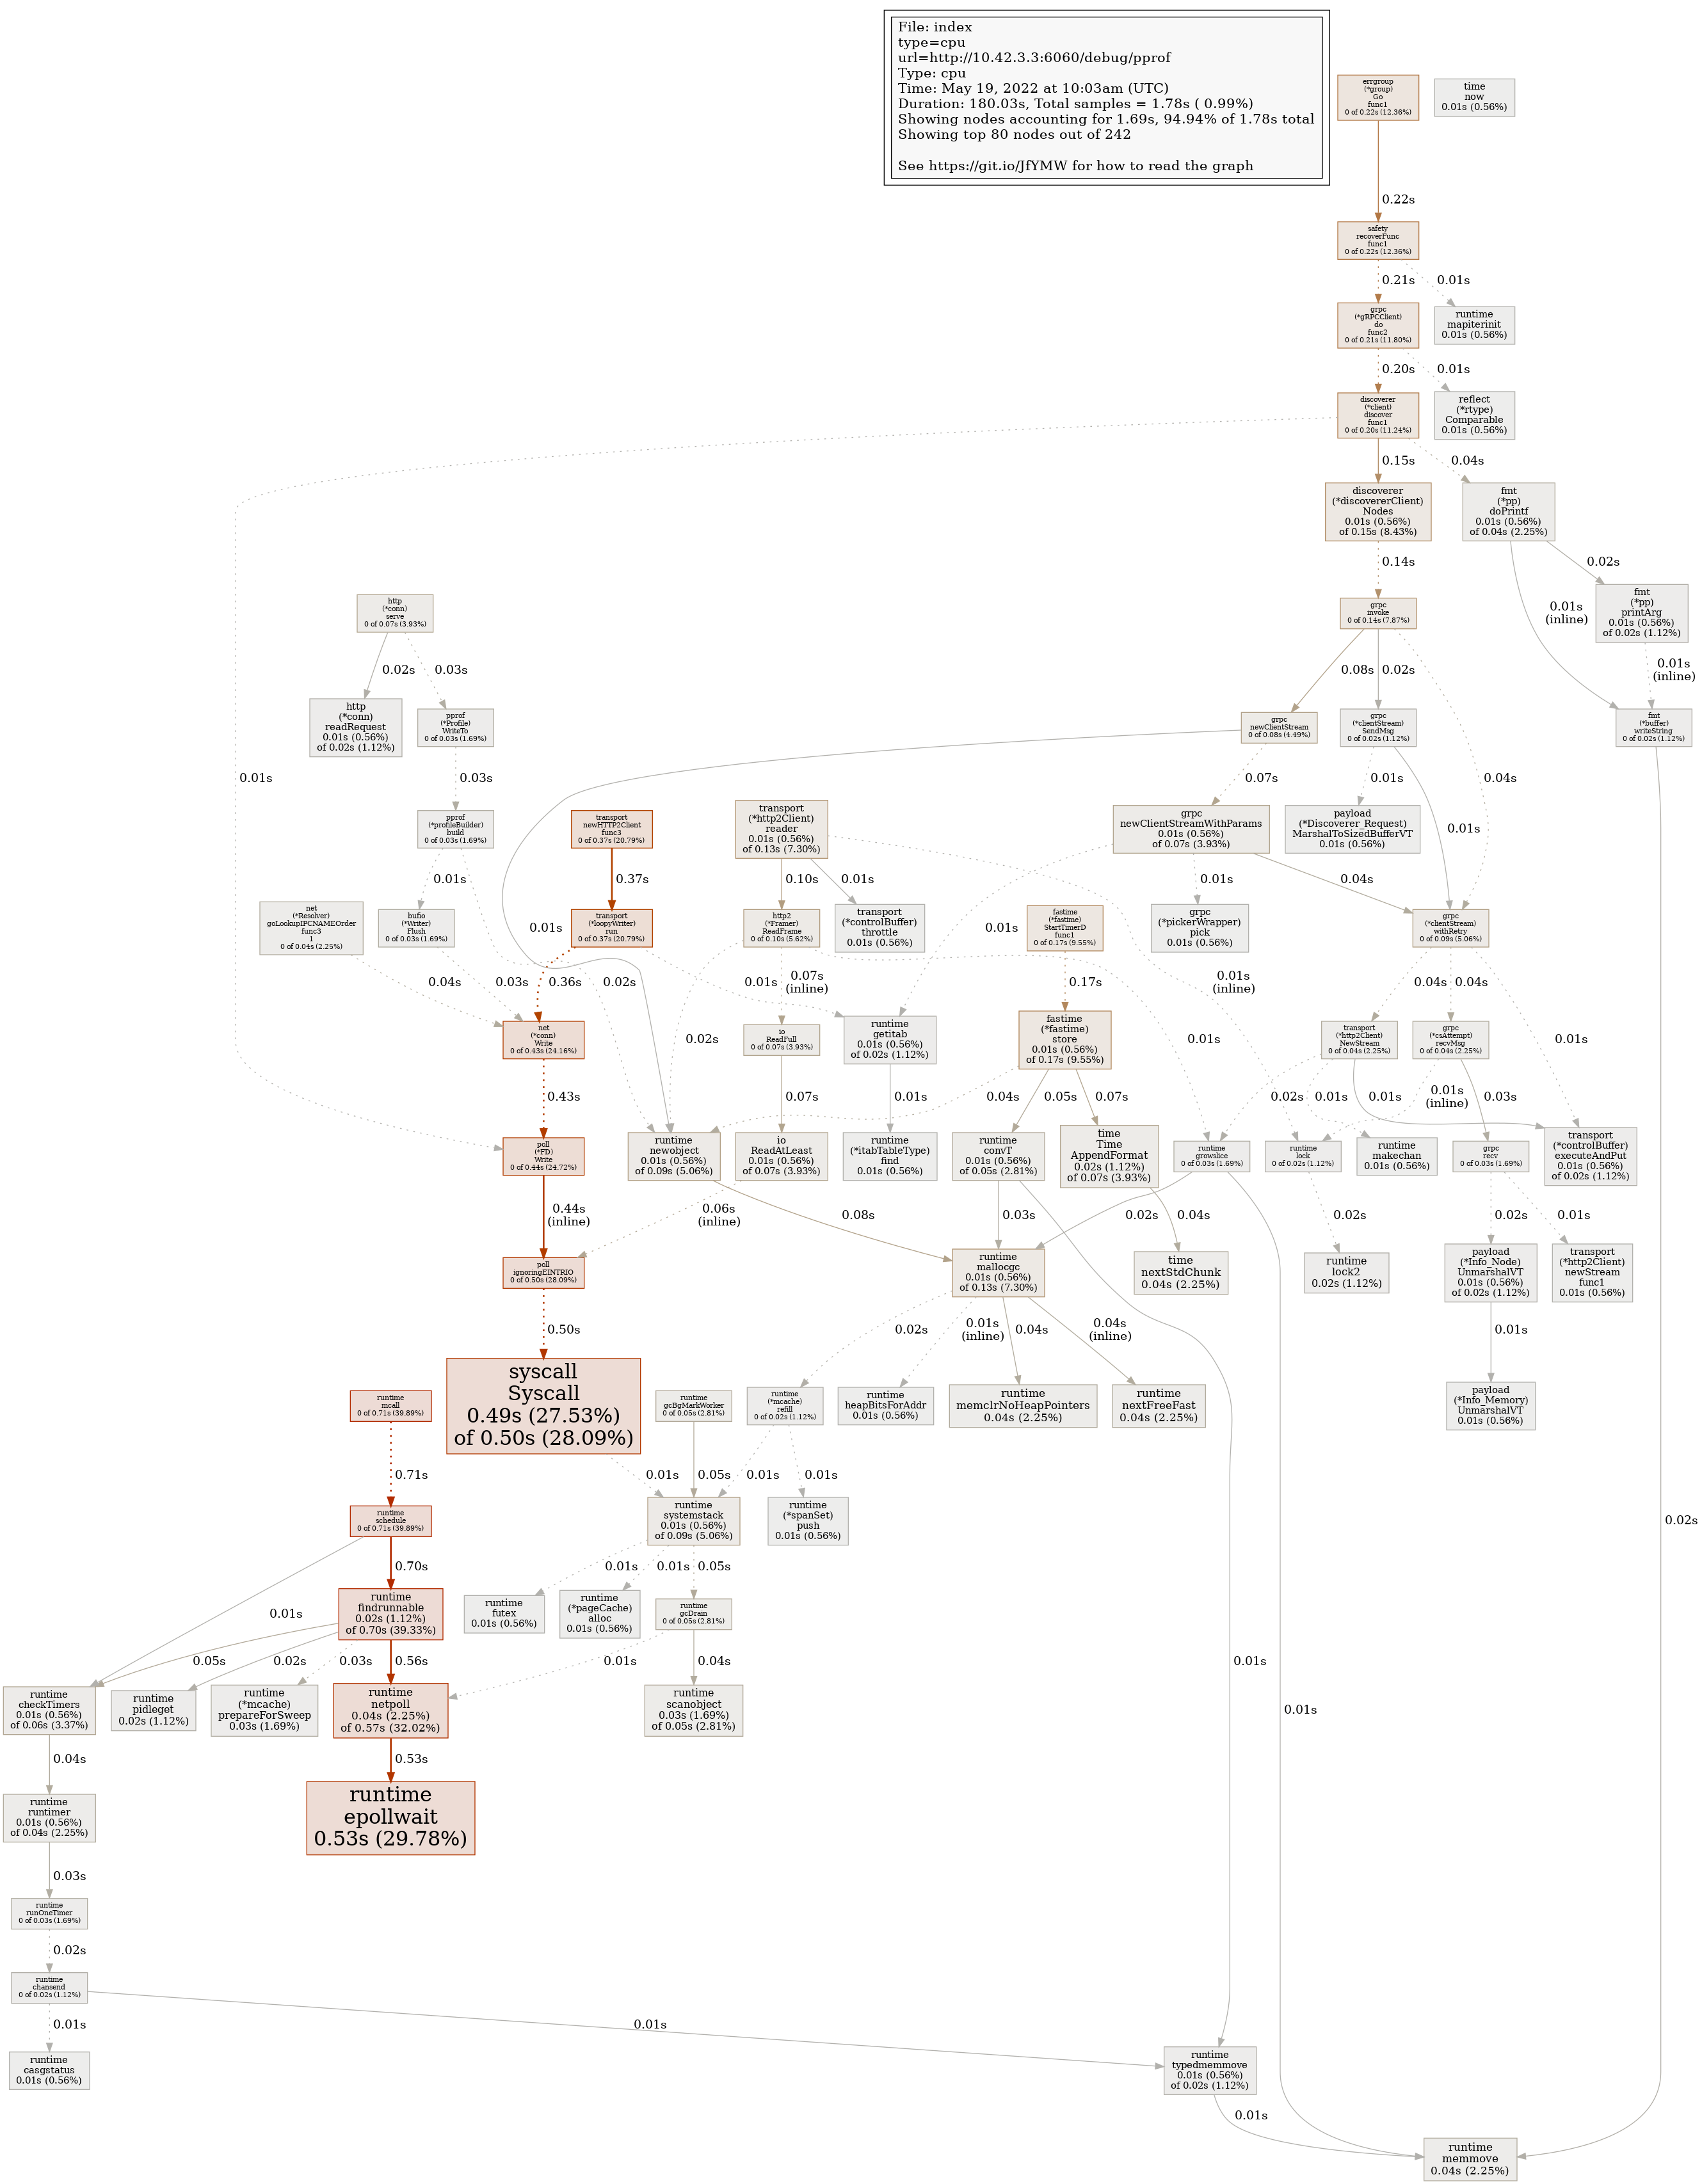 File: index
type=cpu
url=http://10.42.3.3:6060/debug/pprof
Type: cpu
Time: May 19, 2022 at 10:03am (UTC)
Duration: 180.03s, Total samples = 1.78s ( 0.99%)
Showing nodes accounting for 1.69s, 94.94% of 1.78s total
Showing top 80 nodes out of 242
See https://git.io/JfYMW for how to read the graph
errgroup
(*group)
Go
func1
0 of 0.22s (12.36%)
time
now
0.01s (0.56%)
0.22s
safety
recoverFunc
func1
0 of 0.22s (12.36%)
0.21s
0.01s
grpc
(*gRPCClient)
do
func2
0 of 0.21s (11.80%)
runtime
mapiterinit
0.01s (0.56%)
0.20s
0.01s
discoverer
(*client)
discover
func1
0 of 0.20s (11.24%)
reflect
(*rtype)
Comparable
0.01s (0.56%)
0.15s
0.04s
discoverer
(*discovererClient)
Nodes
0.01s (0.56%)
of 0.15s (8.43%)
fmt
(*pp)
doPrintf
0.01s (0.56%)
of 0.04s (2.25%)
0.14s
0.02s
http
(*conn)
serve
0 of 0.07s (3.93%)
grpc
invoke
0 of 0.14s (7.87%)
0.01s
(inline)
fmt
(*pp)
printArg
0.01s (0.56%)
of 0.02s (1.12%)
0.02s
0.03s
0.08s
0.02s
0.01s
(inline)
http
(*conn)
readRequest
0.01s (0.56%)
of 0.02s (1.12%)
pprof
(*Profile)
WriteTo
0 of 0.03s (1.69%)
grpc
newClientStream
0 of 0.08s (4.49%)
grpc
(*clientStream)
SendMsg
0 of 0.02s (1.12%)
fmt
(*buffer)
writeString
0 of 0.02s (1.12%)
0.01s
0.03s
0.07s
0.01s
0.04s
pprof
(*profileBuilder)
build
0 of 0.03s (1.69%)
transport
newHTTP2Client
func3
0 of 0.37s (20.79%)
transport
(*http2Client)
reader
0.01s (0.56%)
of 0.13s (7.30%)
grpc
newClientStreamWithParams
0.01s (0.56%)
of 0.07s (3.93%)
payload
(*Discoverer_Request)
MarshalToSizedBufferVT
0.01s (0.56%)
0.01s
0.01s
0.37s
0.10s
0.01s
0.01s
0.04s
net
(*Resolver)
goLookupIPCNAMEOrder
func3
1
0 of 0.04s (2.25%)
bufio
(*Writer)
Flush
0 of 0.03s (1.69%)
0.01s
transport
(*loopyWriter)
run
0 of 0.37s (20.79%)
http2
(*Framer)
ReadFrame
0 of 0.10s (5.62%)
transport
(*controlBuffer)
throttle
0.01s (0.56%)
0.01s
fastime
(*fastime)
StartTimerD
func1
0 of 0.17s (9.55%)
grpc
(*pickerWrapper)
pick
0.01s (0.56%)
grpc
(*clientStream)
withRetry
0 of 0.09s (5.06%)
0.04s
0.03s
0.36s
0.02s
0.01s
0.07s
(inline)
0.17s
0.01s
(inline)
0.04s
0.04s
net
(*conn)
Write
0 of 0.43s (24.16%)
0.02s
io
ReadFull
0 of 0.07s (3.93%)
runtime
getitab
0.01s (0.56%)
of 0.02s (1.12%)
fastime
(*fastime)
store
0.01s (0.56%)
of 0.17s (9.55%)
0.01s
transport
(*http2Client)
NewStream
0 of 0.04s (2.25%)
grpc
(*csAttempt)
recvMsg
0 of 0.04s (2.25%)
0.01s
0.43s
0.07s
0.01s
0.04s
0.05s
0.07s
0.02s
0.01s
0.01s
0.01s
(inline)
0.03s
poll
(*FD)
Write
0 of 0.44s (24.72%)
runtime
newobject
0.01s (0.56%)
of 0.09s (5.06%)
io
ReadAtLeast
0.01s (0.56%)
of 0.07s (3.93%)
runtime
(*itabTableType)
find
0.01s (0.56%)
runtime
convT
0.01s (0.56%)
of 0.05s (2.81%)
time
Time
AppendFormat
0.02s (1.12%)
of 0.07s (3.93%)
runtime
growslice
0 of 0.03s (1.69%)
runtime
lock
0 of 0.02s (1.12%)
runtime
makechan
0.01s (0.56%)
grpc
recv
0 of 0.03s (1.69%)
transport
(*controlBuffer)
executeAndPut
0.01s (0.56%)
of 0.02s (1.12%)
0.44s
(inline)
0.06s
(inline)
0.08s
0.03s
0.04s
0.02s
0.02s
0.02s
0.01s
poll
ignoringEINTRIO
0 of 0.50s (28.09%)
runtime
mallocgc
0.01s (0.56%)
of 0.13s (7.30%)
time
nextStdChunk
0.04s (2.25%)
runtime
lock2
0.02s (1.12%)
payload
(*Info_Node)
UnmarshalVT
0.01s (0.56%)
of 0.02s (1.12%)
transport
(*http2Client)
newStream
func1
0.01s (0.56%)
0.50s
0.02s
0.01s
(inline)
0.04s
0.04s
(inline)
0.01s
runtime
mcall
0 of 0.71s (39.89%)
syscall
Syscall
0.49s (27.53%)
of 0.50s (28.09%)
runtime
gcBgMarkWorker
0 of 0.05s (2.81%)
runtime
(*mcache)
refill
0 of 0.02s (1.12%)
runtime
heapBitsForAddr
0.01s (0.56%)
runtime
memclrNoHeapPointers
0.04s (2.25%)
runtime
nextFreeFast
0.04s (2.25%)
payload
(*Info_Memory)
UnmarshalVT
0.01s (0.56%)
0.71s
0.01s
0.05s
0.01s
0.01s
runtime
schedule
0 of 0.71s (39.89%)
runtime
systemstack
0.01s (0.56%)
of 0.09s (5.06%)
runtime
(*spanSet)
push
0.01s (0.56%)
0.02s
0.70s
0.01s
0.01s
0.05s
0.01s
runtime
findrunnable
0.02s (1.12%)
of 0.70s (39.33%)
runtime
futex
0.01s (0.56%)
runtime
(*pageCache)
alloc
0.01s (0.56%)
runtime
gcDrain
0 of 0.05s (2.81%)
0.05s
0.02s
0.03s
0.56s
0.01s
0.04s
0.01s
runtime
checkTimers
0.01s (0.56%)
of 0.06s (3.37%)
runtime
pidleget
0.02s (1.12%)
runtime
(*mcache)
prepareForSweep
0.03s (1.69%)
runtime
netpoll
0.04s (2.25%)
of 0.57s (32.02%)
runtime
scanobject
0.03s (1.69%)
of 0.05s (2.81%)
0.01s
0.04s
0.53s
runtime
runtimer
0.01s (0.56%)
of 0.04s (2.25%)
runtime
epollwait
0.53s (29.78%)
0.03s
runtime
runOneTimer
0 of 0.03s (1.69%)
0.02s
runtime
chansend
0 of 0.02s (1.12%)
0.01s
0.01s
runtime
casgstatus
0.01s (0.56%)
runtime
typedmemmove
0.01s (0.56%)
of 0.02s (1.12%)
0.01s
runtime
memmove
0.04s (2.25%)